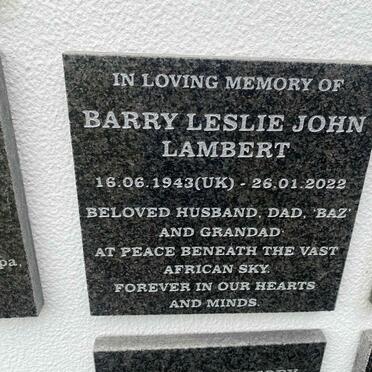 IN LOVING MEMORY OF
BARRY LESLIE JOHN
LAMBERT
16.06.1943(UK) - 26.01.2022
BELOVED HUSBAND, DAD, 'BAZ'
AND GRANDAD
AT PEACE BENEATH THE VAST
AFRICAN SKY.
FOREVER IN OUR HEARTS
AND MINDS.
pa,